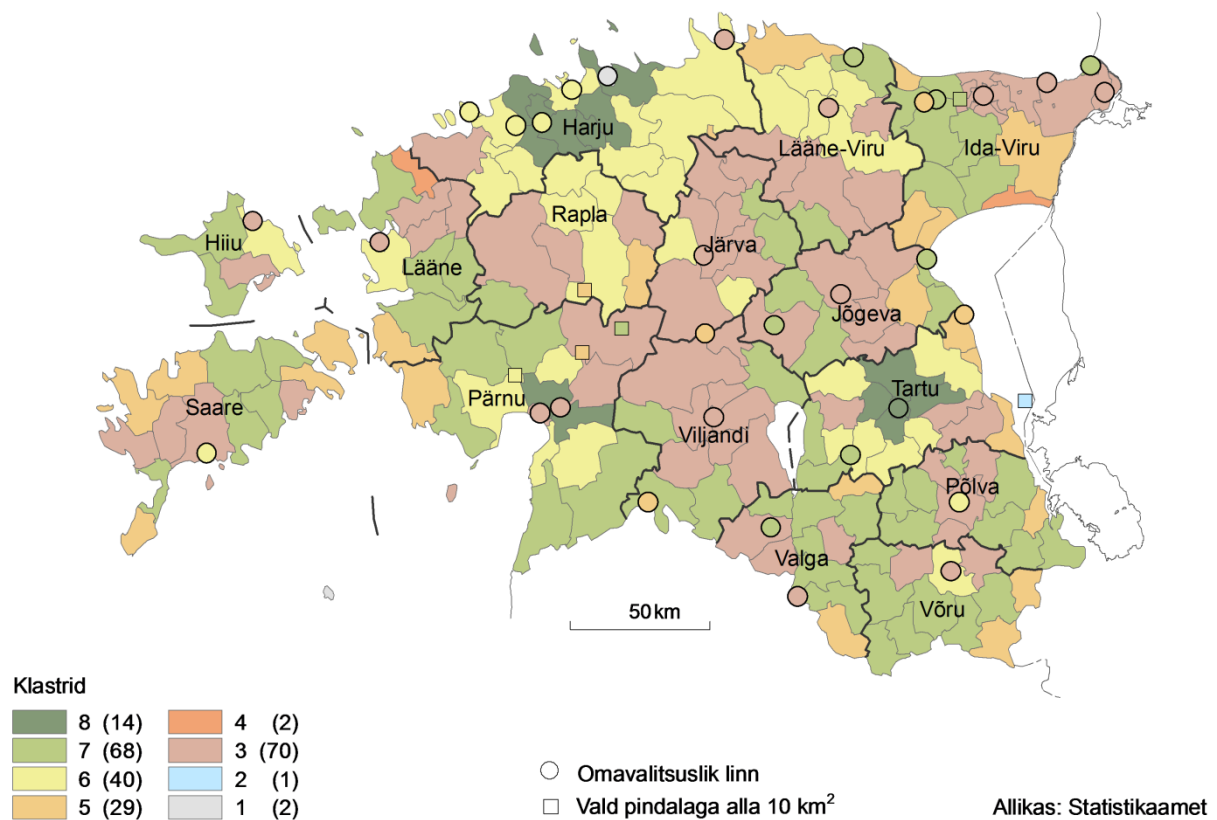 Harju
Lääne-Viru
Ida-Viru
Rapla
Järva
Hiiu
Lääne
Jõgeva
Saare
Pärnu
Tartu
Viljandi
Põlva
Valga
Võru
50 km
Klastrid
8 (14)
7 (68)
6 (40)
5 (29)
4 (2)
3 (70)
2 (1)
1 (2)
Omavalitsuslik linn
Vald pindalaga alla 10 km²
Allikas: Statistikaamet